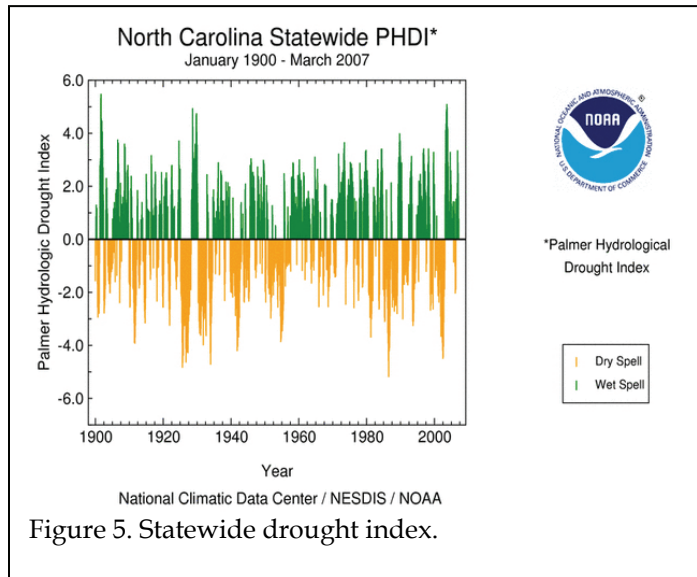 North Carolina Statewide PHDI*
January 1900 - March 2007
6.0
4.0
2.0
0.0
-2.0
-4.0
-6.0
Palmer Hydrologic Drought Index
1900
1920
1940
1960
1980
2000
Year
National Climatic Data Center / NESDIS / NOAA
NATIONAL OCEANIC AND ATMOSPHERIC ADMINISTRATION
®
NOAA
U.S. DEPARTMENT OF COMMERCE
*Palmer Hydrological
Drought Index
Dry Spell
Wet Spell
Figure 5. Statewide drought index.